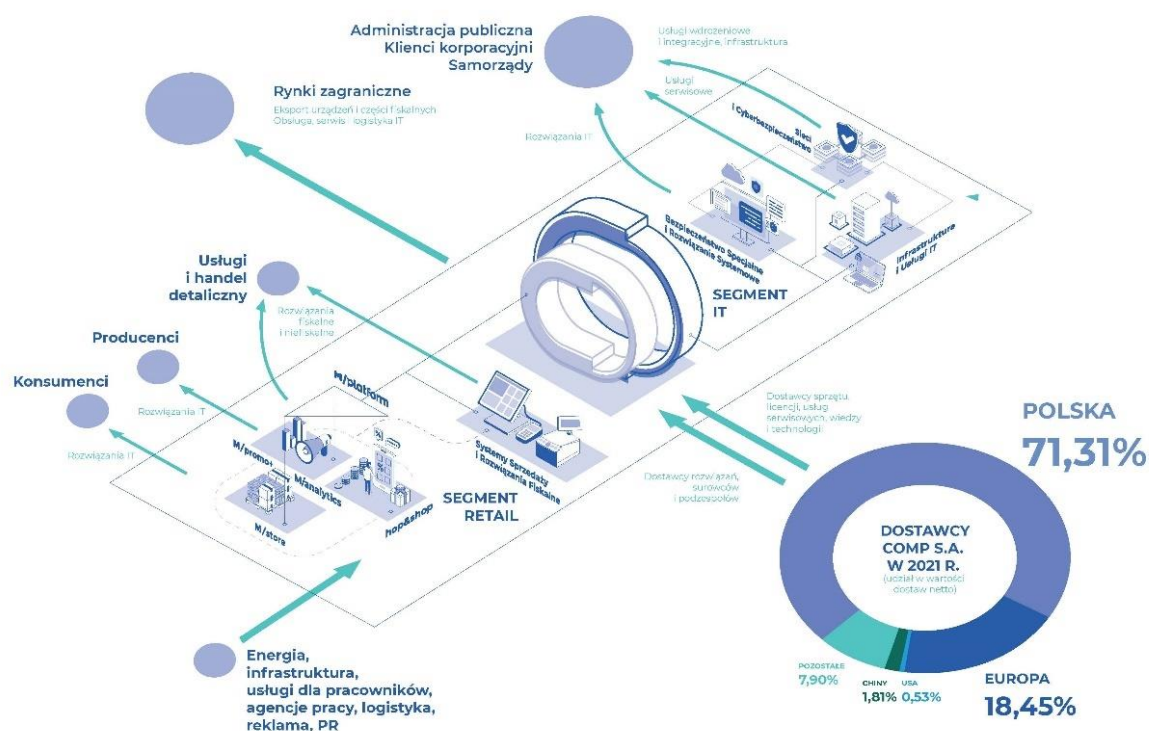 Administracja publiczna
Klienci korporacyjni
Samorządy
Usługi wdrożeniowe
i integracyjne, infrastruktura
Usługi
serwisowe
Rynki zagraniczne
Eksport urządzeń i części fiskalnych
Obsługa, serwis i logistyka IT
Rozwiązania IT
Sieci
i Cyberbezpieczeństwo
Bezpieczeństwo Specjalne
i Rozwiązania Systemowe
Infrastruktura
i Usługi IT
SEGMENT
IT
Usługi
i handel
detaliczny
Rozwiązania
fiskalne
i niefiskalne
Producenci
Konsumenci
Rozwiązania IT
Rozwiązania IT
M/platform
M/promo+
M/analytics
M/store
hop&shop
Systemy Sprzedaży
i Rozwiązania Fiskalne
SEGMENT
RETAIL
Dostawcy sprzętu,
licencji, usług
serwisowych, wiedzy
i technologii
Dostawcy rozwiązań,
surowców
i podzespołów
POLSKA
71,31%
DOSTAWCY
COMP S.A.
W 2021 R.
(udział w wartości
dostaw netto)
POZOSTAŁE
7,90%
CHINY
1,81%
USA
0,53%
EUROPA
18,45%
Energia,
infrastruktura,
usługi dla pracowników,
agencje pracy, logistyka,
reklama, PR